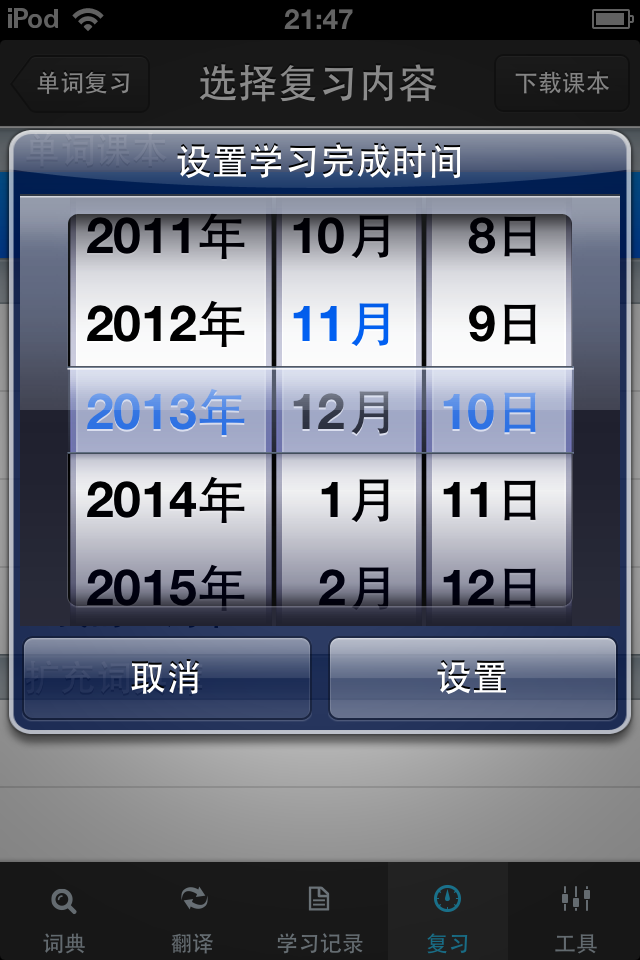 iPod 21:47
单词复习 选择复习内容 下载课本
单词课本
设置学习完成时间
2011年 10月 8日
2012年 11月 9日
2013年 12月 10日
2014年 1月 11日
2015年 2月 12日
扩充词
取消 设置
词典 翻译 学习记录 复习 工具